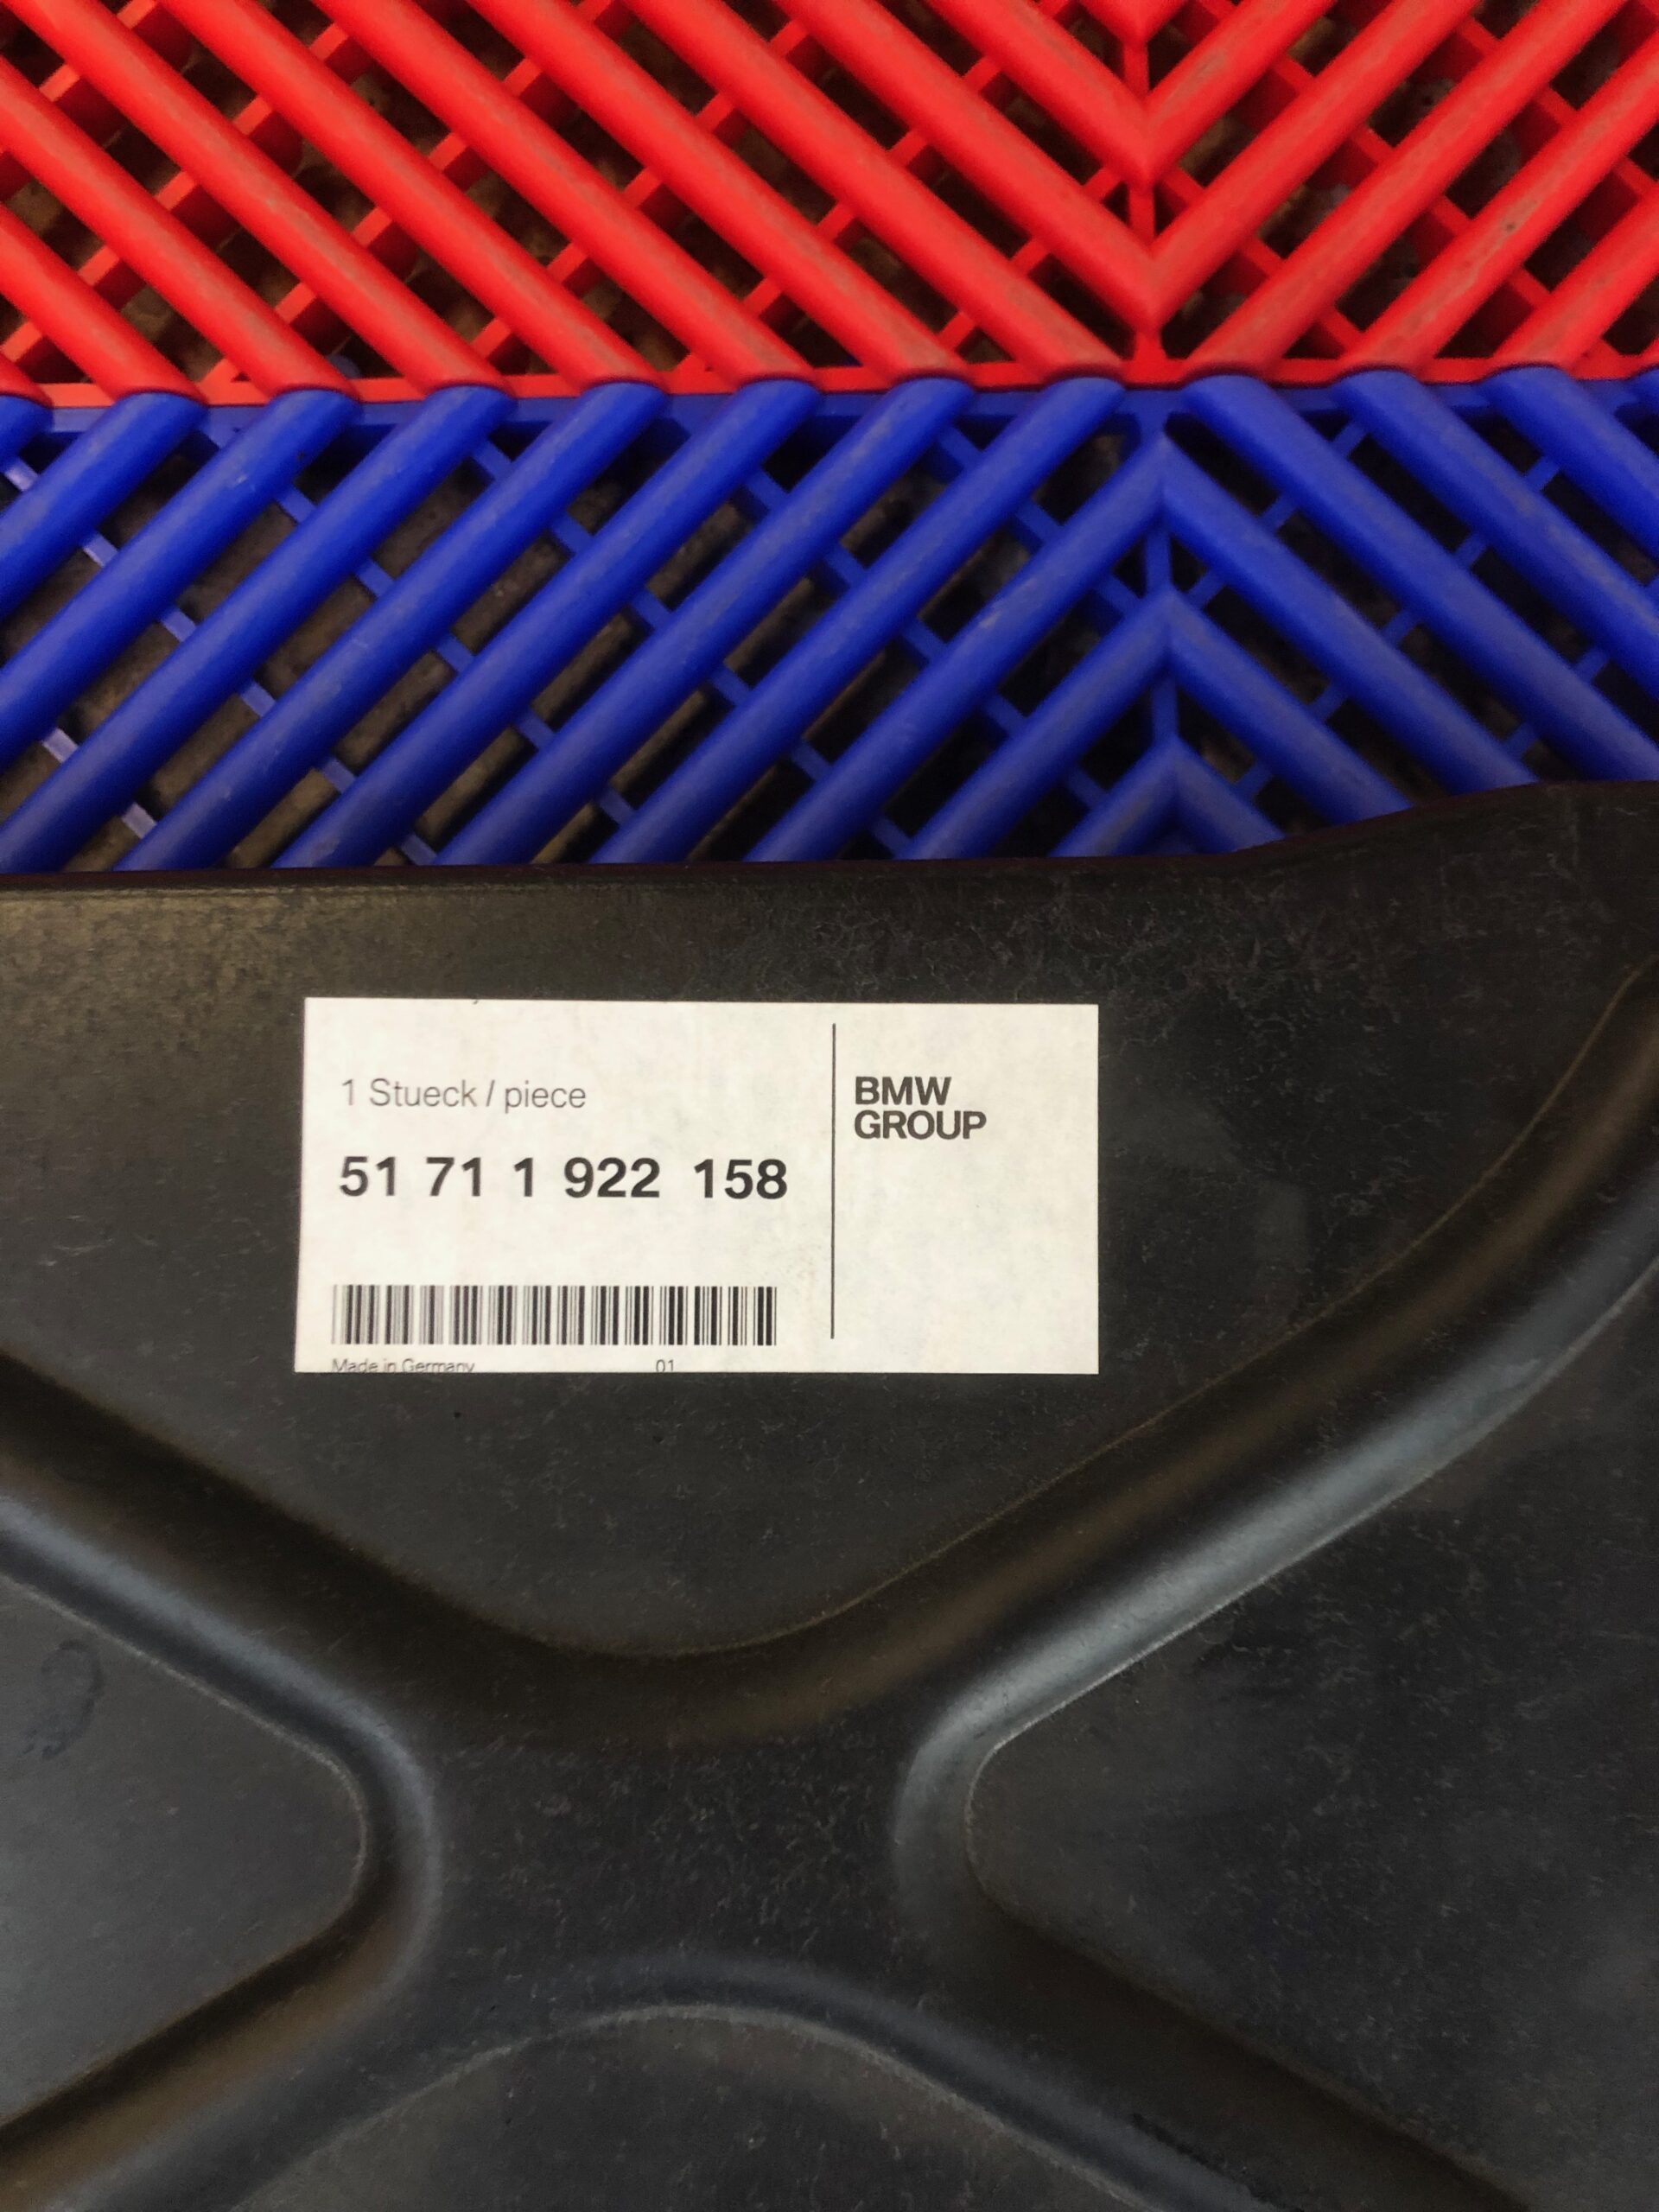 1 Stueck / piece
51 71 1 922 158
Made in Germany 01
BMW
GROUP